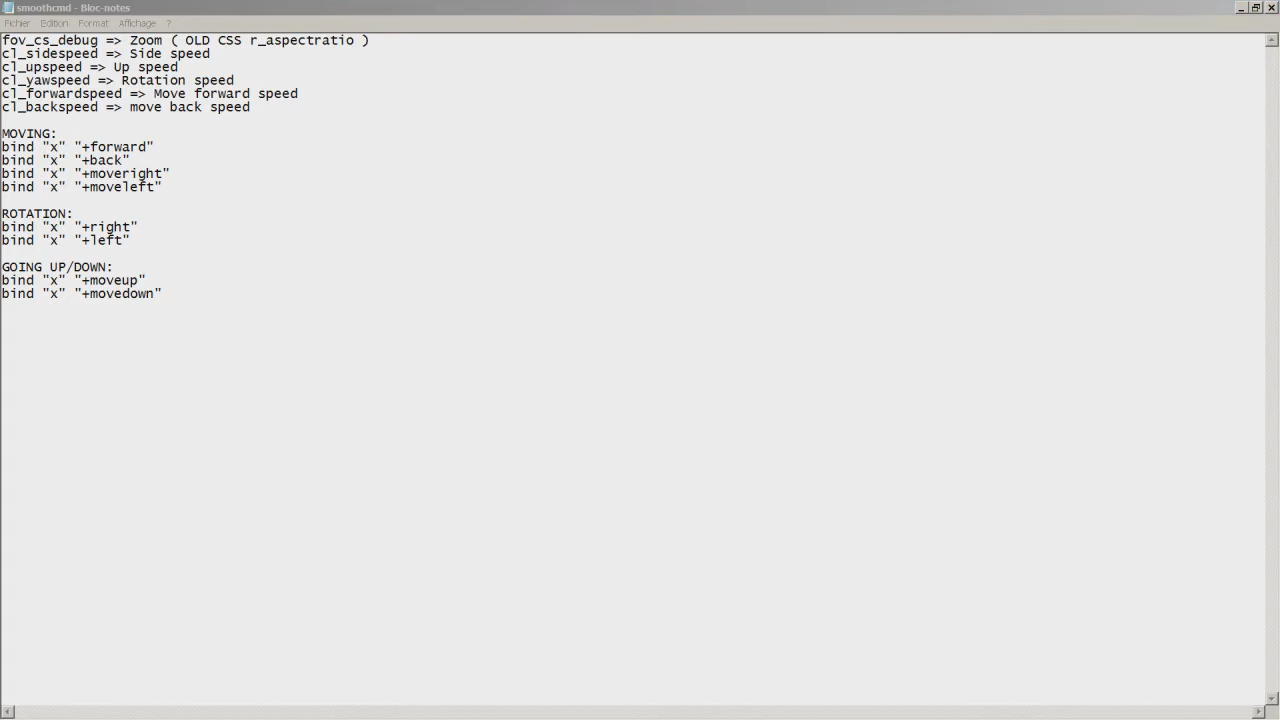 smoothcmd - Bloc-notes
Fichier Edition Format Affichage ?
fov_cs_debug => Zoom ( OLD CSS r_aspectratio )
cl_sidespeed => Side speed
cl_upspeed => Up speed
cl_yawspeed => Rotation speed
cl_forwardspeed => Move forward speed
cl_backspeed => move back speed
MOVING:
bind "x" "+forward"
bind "x" "+back"
bind "x" "+moveright"
bind "x" "+moveleft"
ROTATION:
bind "x" "+right"
bind "x" "+left"
GOING UP/DOWN:
bind "x" "+moveup"
bind "x" "+movedown"